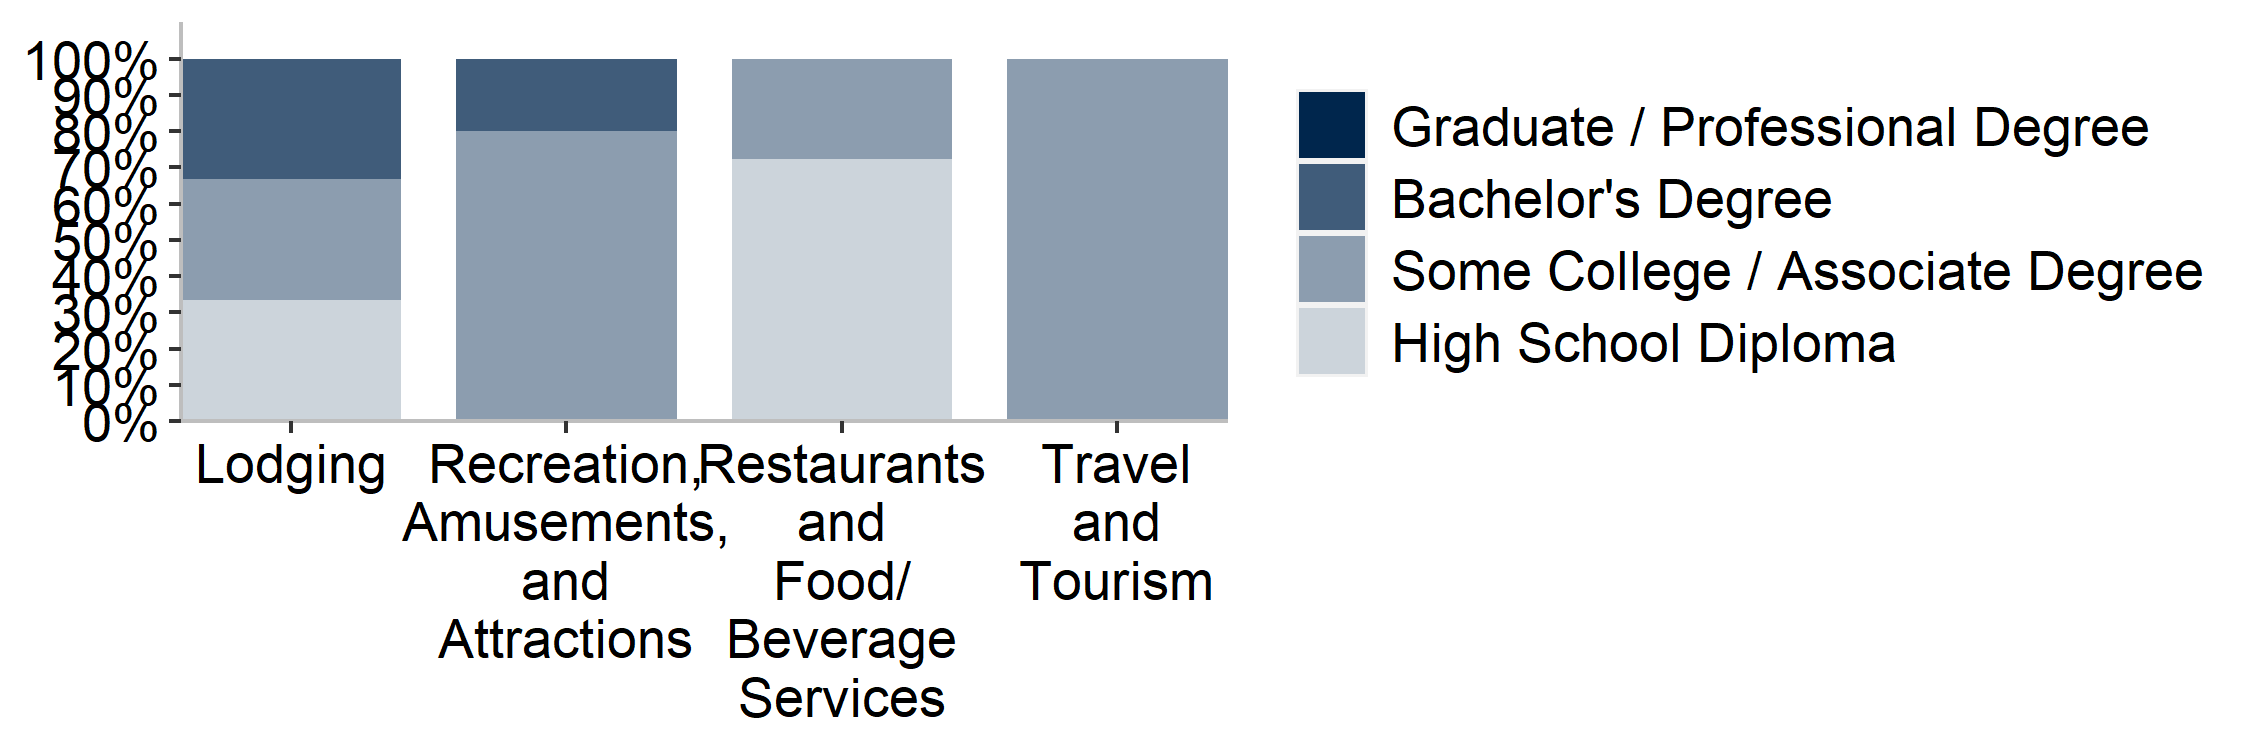 100%
90%
80%
70%
60%
50%
40%
30%
20%
10%
0%
Lodging
Recreation,
Amusements,
and
Attractions
Restaurants
and
Food/
Beverage
Services
Travel
and
Tourism
Graduate / Professional Degree
Bachelor's Degree
Some College / Associate Degree
High School Diploma